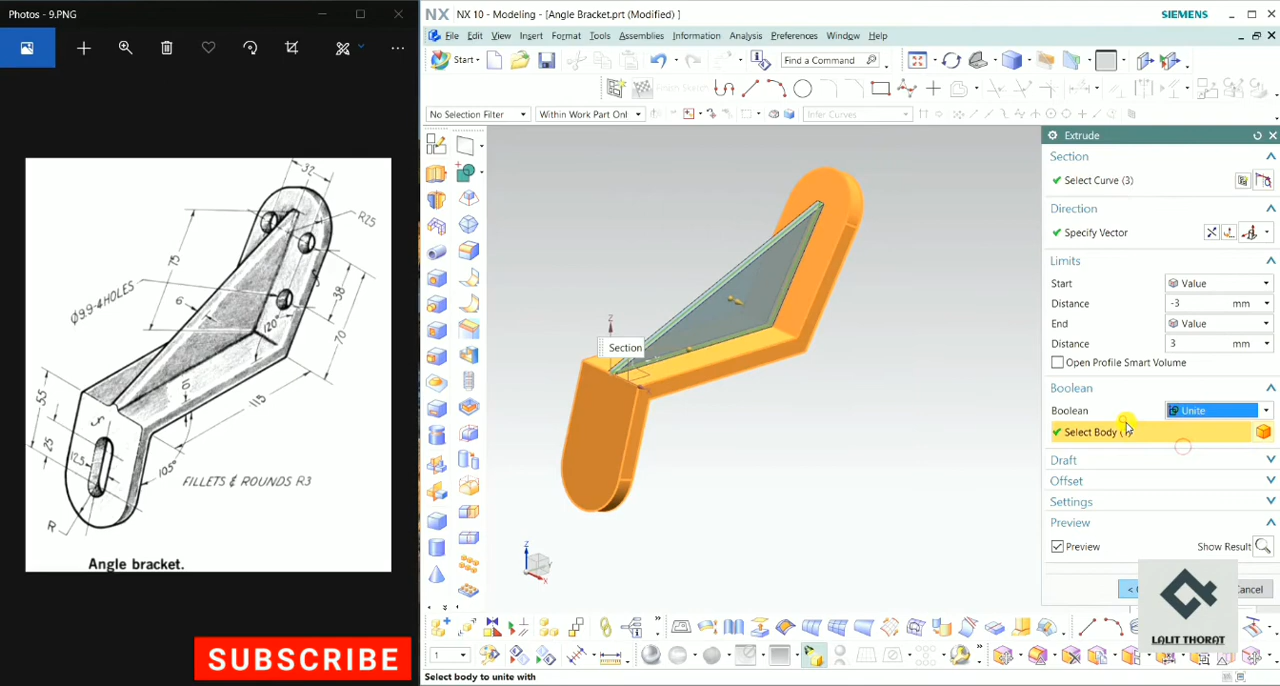 Photos - 9.PNG
32
R25
75
Ø9.9-4HOLES
6
38
120°
70
10
115
55
25
5
12.5
105°
R
FILLETS & ROUNDS R3
Angle bracket.
SUBSCRIBE
NX NX 10 - Modeling - [Angle Bracket.prt (Modified) ]
SIEMENS
File Edit View Insert Format Tools Assemblies Information Analysis Preferences Window Help
Start
Find a Command
No Selection Filter
Within Work Part Onl
Infer Curves
Section
Z
Z
X
Y
Extrude
Section
Select Curve (3)
Direction
Specify Vector
Limits
Start
Value
Distance
-3 mm
End
Value
Distance
3 mm
Open Profile Smart Volume
Boolean
Boolean
Unite
Select Body (
Draft
Offset
Settings
Preview
Preview
Show Result
Cancel
LALIT THORAT
1
Select body to unite with